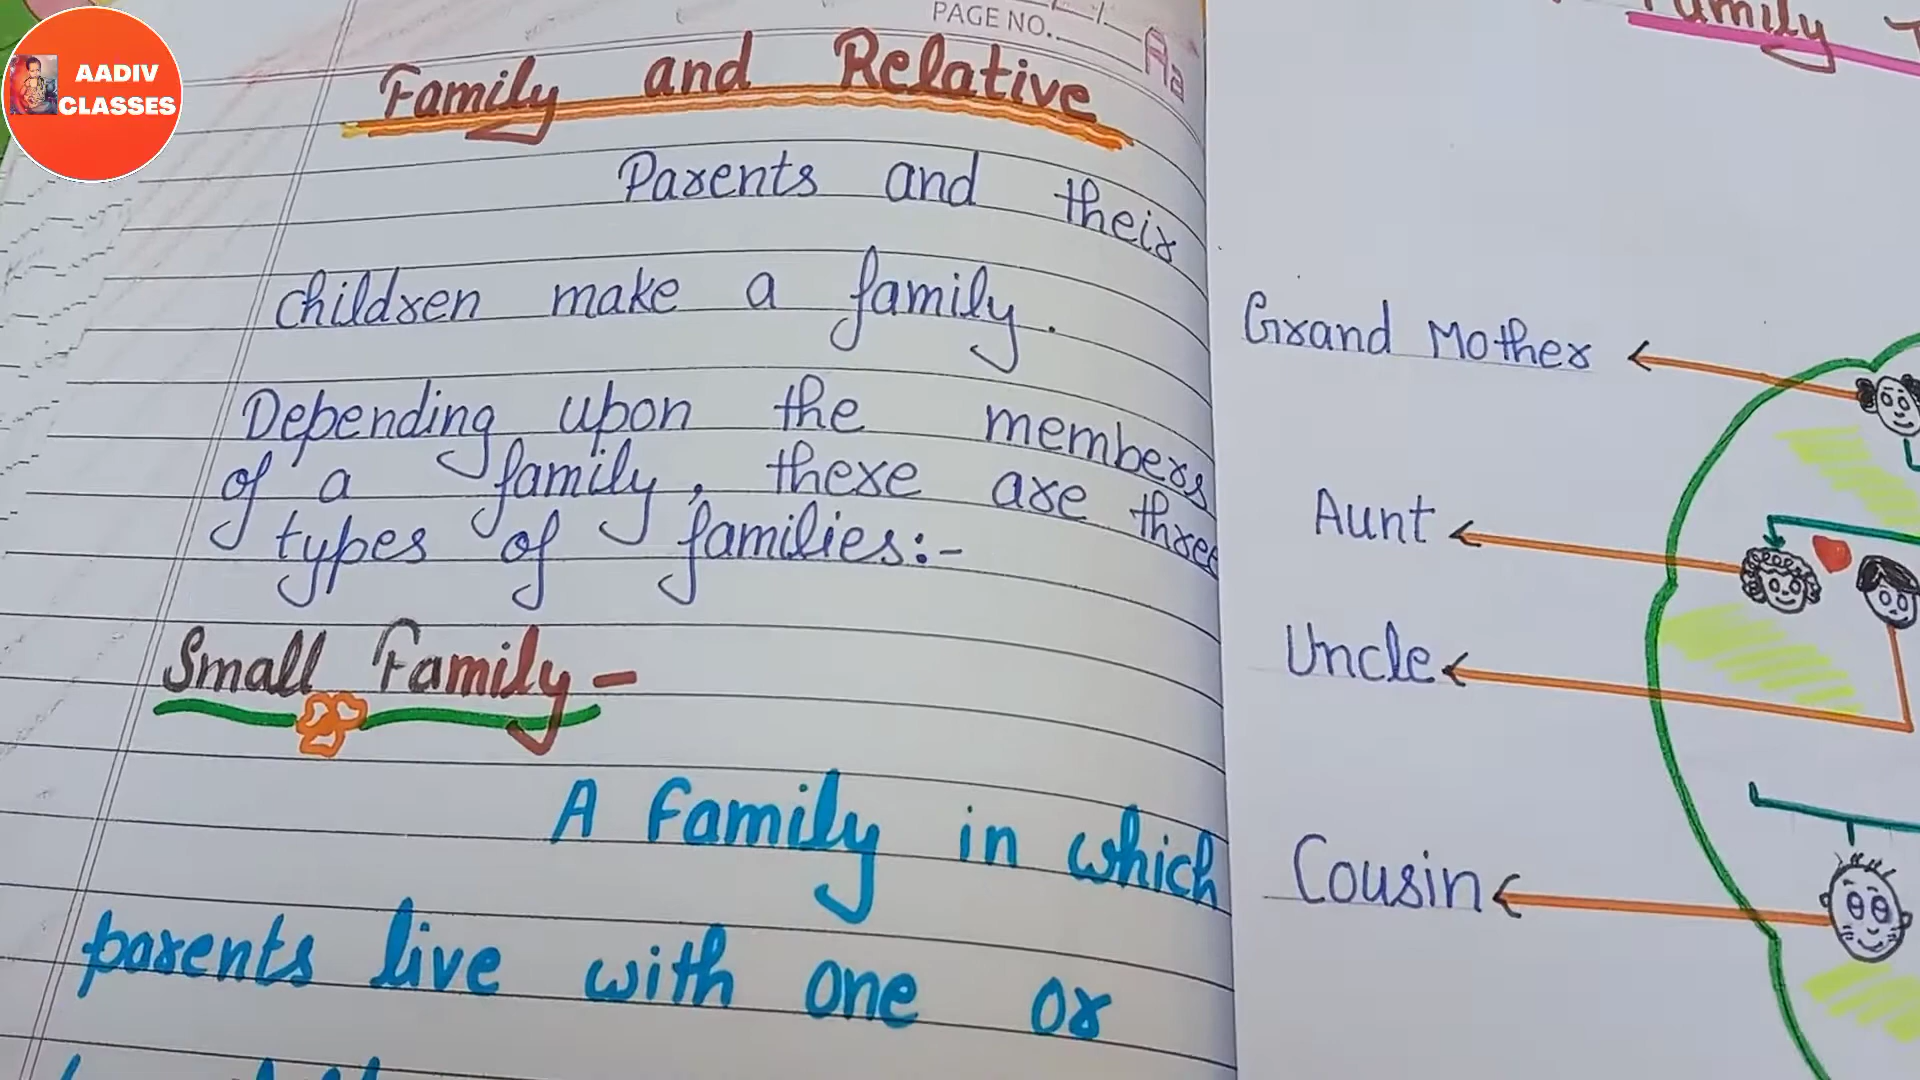 AADIV
CLASSES
PAGE NO.
Family and Relative
Parents and their
children make a family.
Depending upon the members
of a family, there are three
types of families:-
Small Family -
A family in which
parents live with one or
Family
Grand Mother
Aunt
Uncle
Cousin